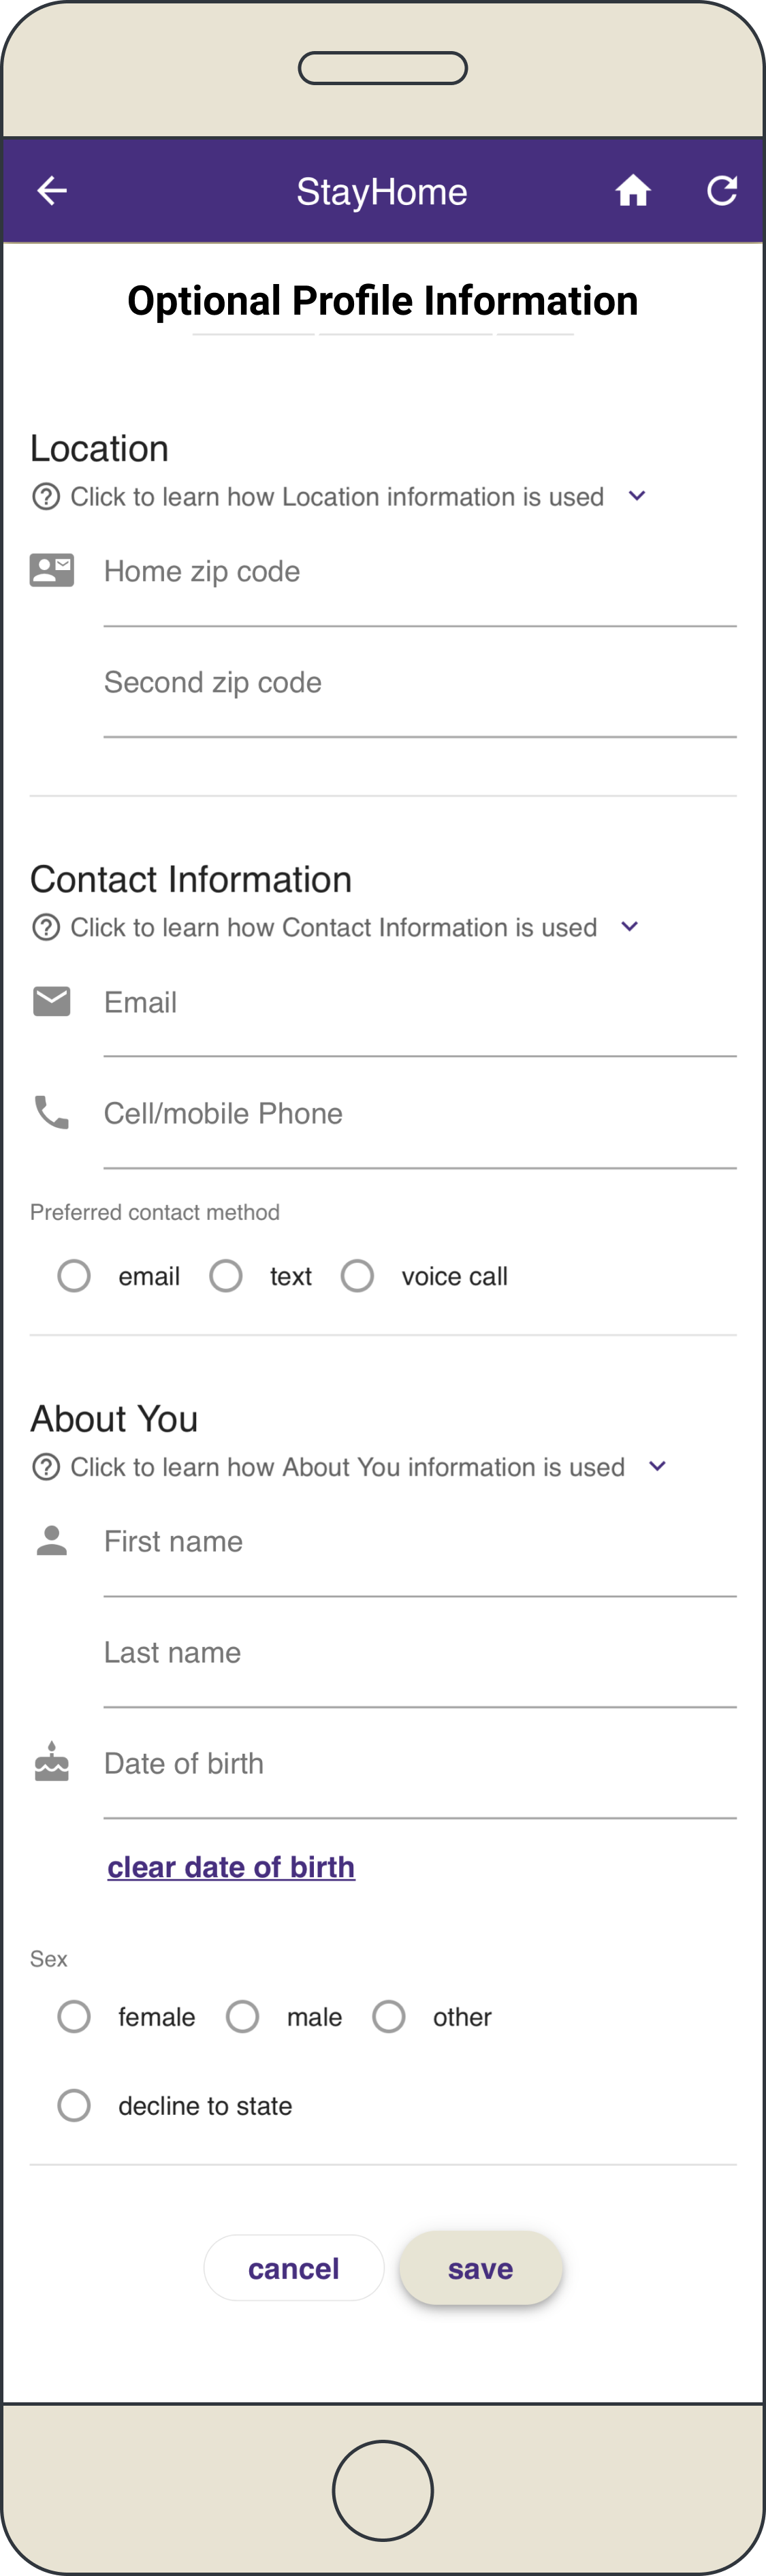 StayHome
Optional Profile Information
Location
Click to learn how Location information is used
Home zip code
Second zip code
Contact Information
Click to learn how Contact Information is used
Email
Cell/mobile Phone
Preferred contact method
email text voice call
About You
Click to learn how About You information is used
First name
Last name
Date of birth
clear date of birth
Sex
female male other
decline to state
cancel save